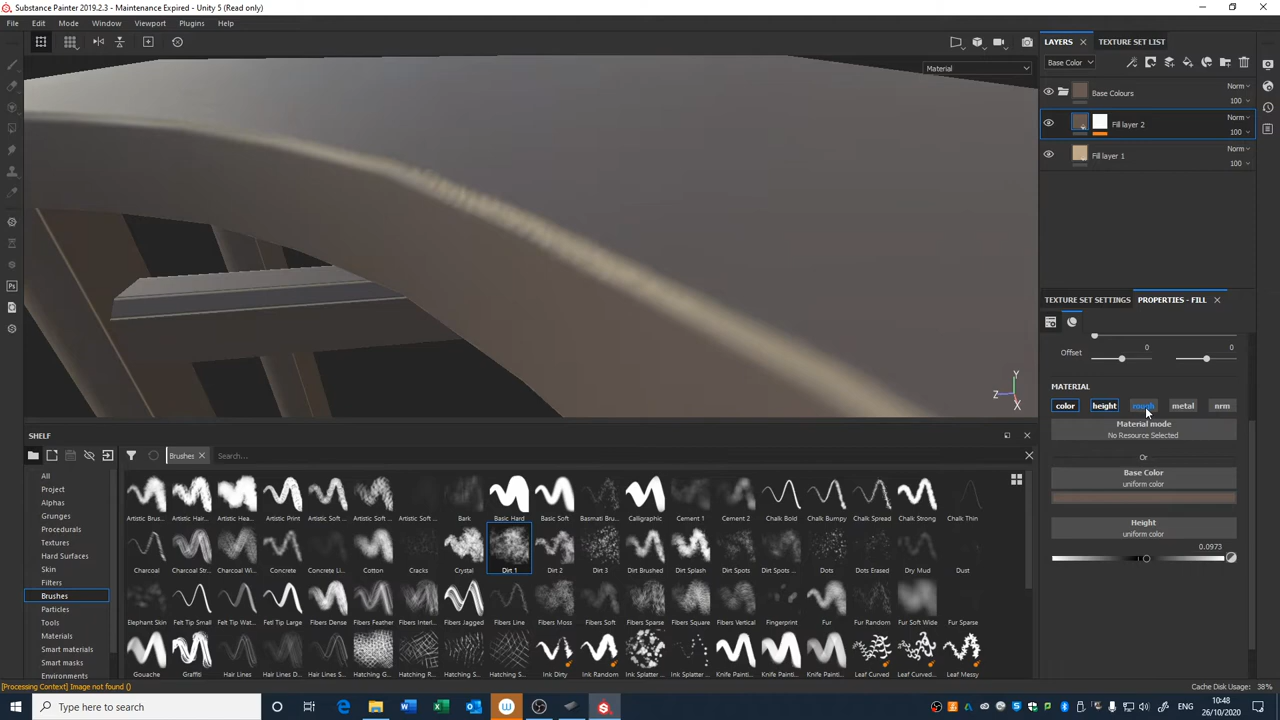 Substance Painter 2019.2.3 - Maintenance Expired - Unity 5 (Read only)
File Edit Mode Window Viewport Plugins Help
Material
LAYERS
TEXTURE SET LIST
Base Color
Base Colours
Norm
100
Fill layer 2
Norm
100
Fill layer 1
Norm
100
Y
Z
X
TEXTURE SET SETTINGS
PROPERTIES - FILL
0 0
Offset
MATERIAL
color height rough metal nrm
Material mode
No Resource Selected
Or
Base Color
uniform color
Height
uniform color
0.0973
SHELF
Brushes
Search...
All
Project
Alphas
Grunges
Procedurals
Textures
Hard Surfaces
Skin
Filters
Brushes
Particles
Tools
Materials
Smart materials
Smart masks
Environments
Artistic Brus... Artistic Hair... Artistic Hea... Artistic Print Artistic Soft ... Artistic Soft ... Artistic Soft ... Bark Basic Hard Basic Soft Basmati Bru... Calligraphic Cement 1 Cement 2 Chalk Bold Chalk Bumpy Chalk Spread Chalk Strong Chalk Thin
Charcoal Charcoal Str... Charcoal Wi... Concrete Concrete Li... Cotton Cracks Crystal Dirt 1 Dirt 2 Dirt 3 Dirt Brushed Dirt Splash Dirt Spots Dirt Spots ... Dots Dots Erased Dry Mud Dust
Elephant Skin Felt Tip Small Felt Tip Wat... Felt Tip Large Fibers Dense Fibers Feather Fibers Interl... Fibers Jagged Fibers Line Fibers Moss Fibers Soft Fibers Sparse Fibers Square Fibers Vertical Fingerprint Fur Fur Random Fur Soft Wide Fur Sparse
Gouache Graffiti Hair Lines Hair Lines D... Hair Lines S... Hatching G... Hatching R... Hatching S... Hatching S... Ink Dirty Ink Random Ink Splatter ... Ink Splatter ... Knife Painti... Knife Painti... Knife Painti... Leaf Curved Leaf Curved... Leaf Messy
[Processing Context] Image not found ()
Cache Disk Usage: 38%
Type here to search
10:48
26/10/2020